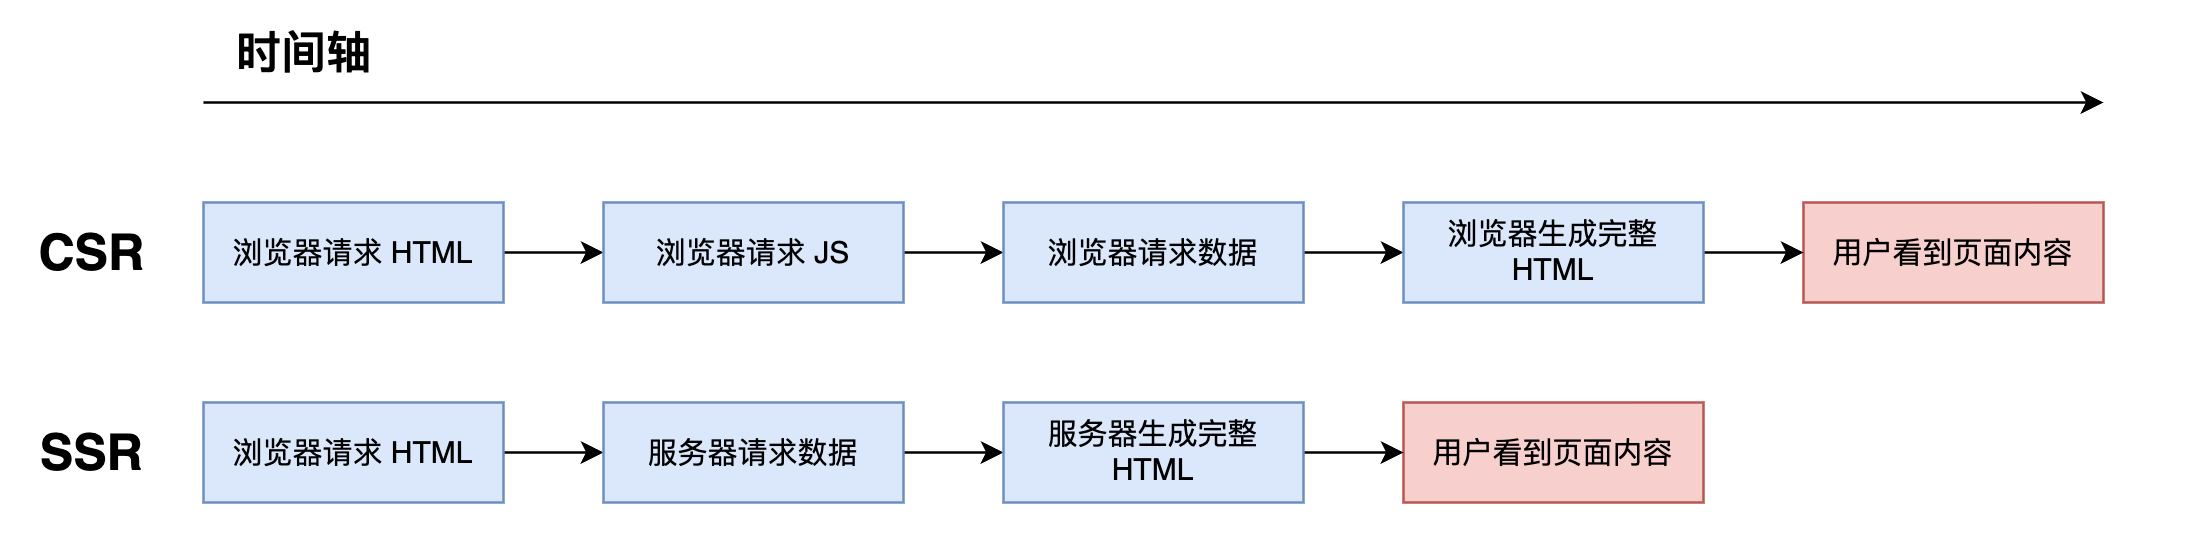 时间轴
CSR
浏览器请求 HTML
浏览器请求 JS
浏览器请求数据
浏览器生成完整
HTML
用户看到页面内容
SSR
浏览器请求 HTML
服务器请求数据
服务器生成完整
HTML
用户看到页面内容